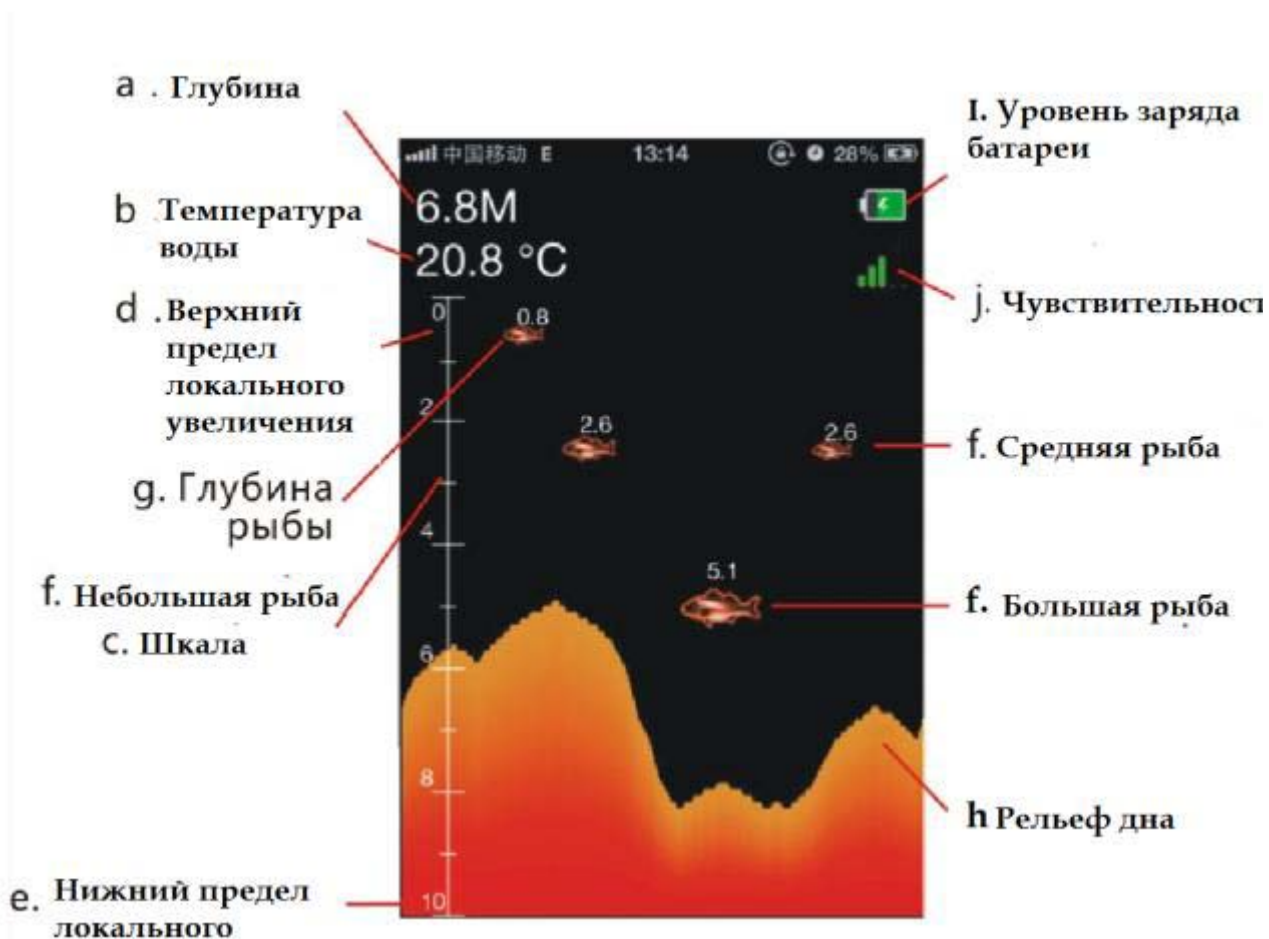 a . Глубина
b Температура
воды
d . Верхний
предел
локального
увеличения
g. Глубина
рыбы
f. Небольшая рыба
c. Шкала
e. Нижний предел
локального
中国移动 E 13:14 28%
6.8M
20.8 °C
0
0.8
2
2.6
2.6
4
5.1
6
8
10
I. Уровень заряда
батареи
j. Чувствительност
f. Средняя рыба
f. Большая рыба
h Рельеф дна